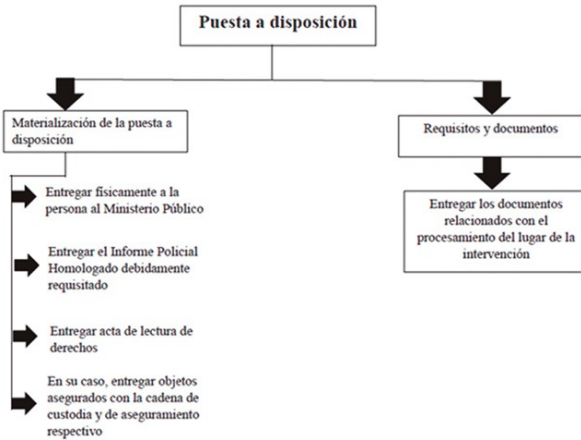 Puesta a disposición
Materialización de la puesta a
disposición
Entregar físicamente a la
persona al Ministerio Público
Entregar el Informe Policial
Homologado debidamente
requisitado
Entregar acta de lectura de
derechos
En su caso, entregar objetos
asegurados con la cadena de
custodia y de aseguramiento
respectivo
Requisitos y documentos
Entregar los documentos
relacionados con el
procesamiento del lugar de la
intervención